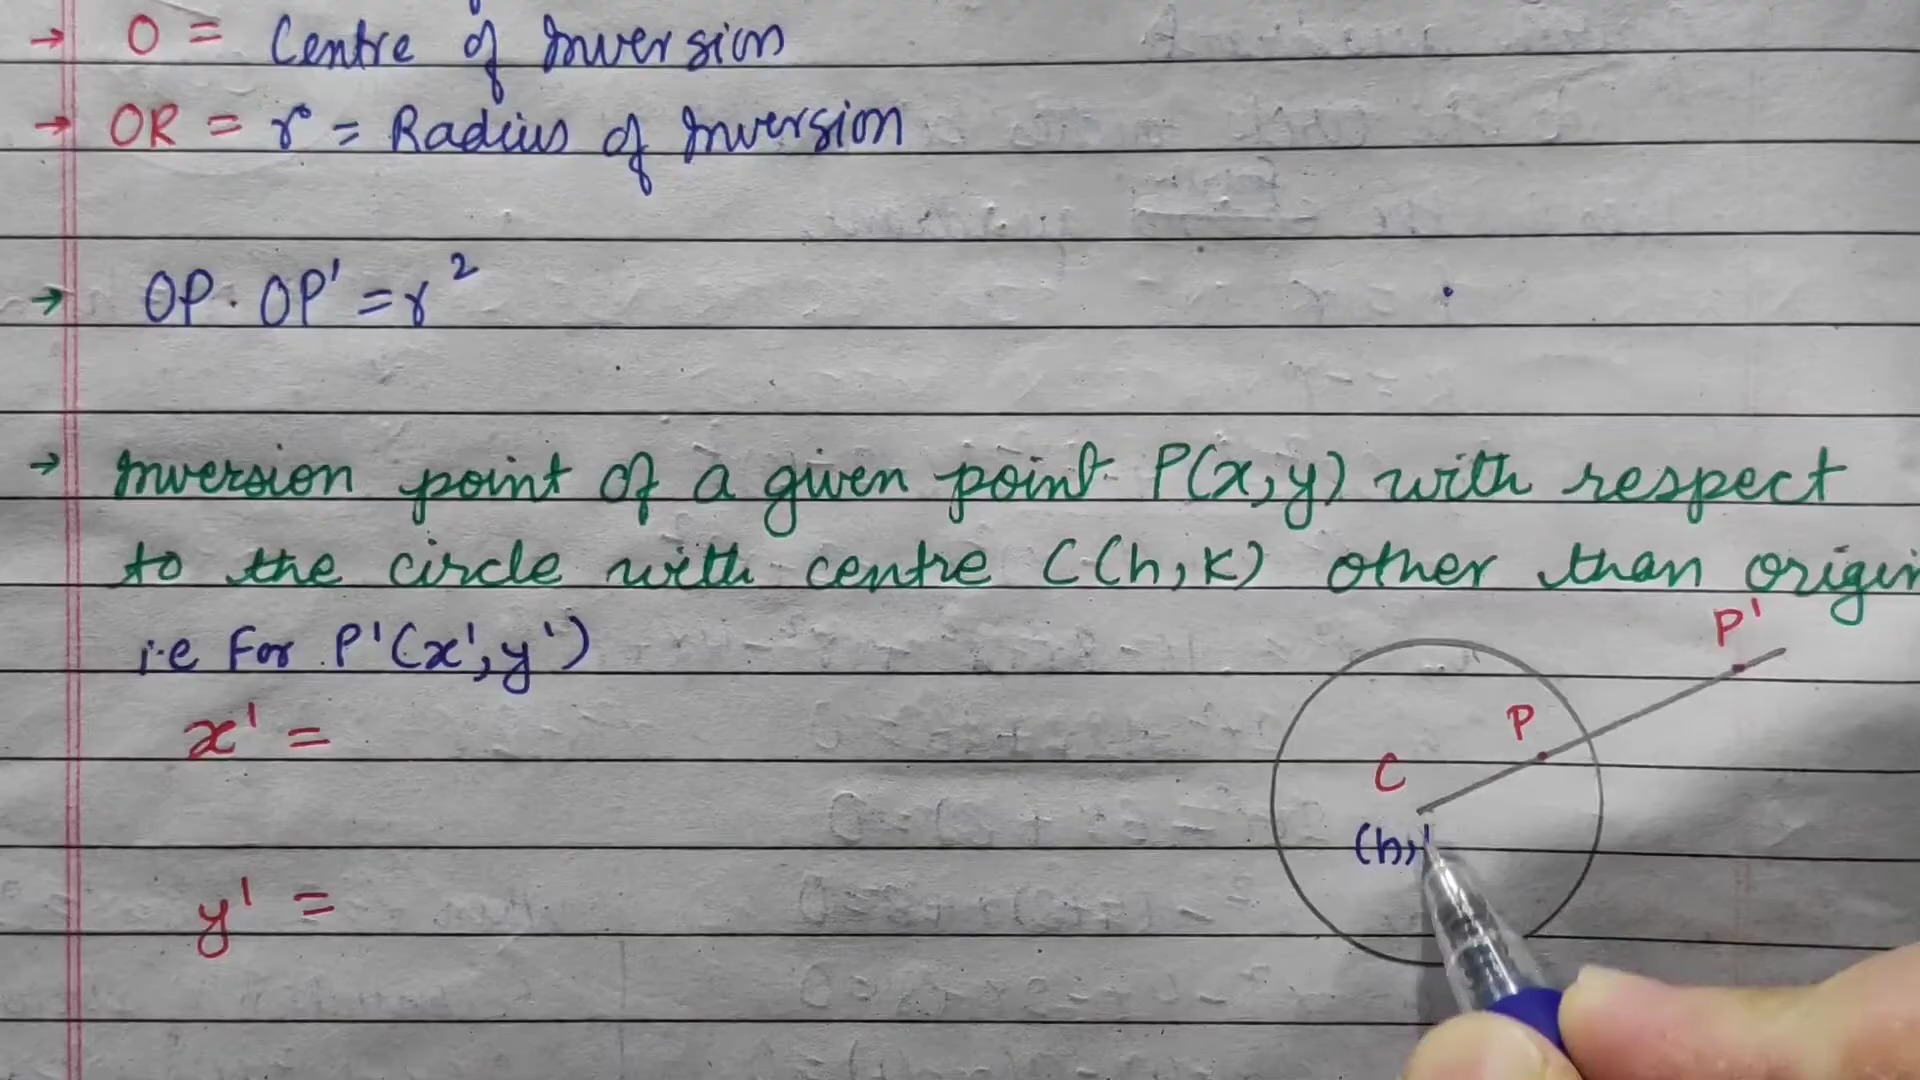 → O = Centre of Inversion
→ OR = r = Radius of Inversion
→ OP · OP' = r²
→ Inversion point of a given point P(x,y) with respect
to the circle with centre C(h,k) other than origin
i.e For P'(x',y')
P'
x' =
P
C
(h,
y' =